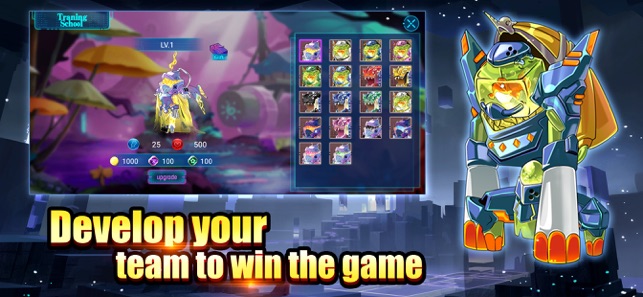 Traning
School
LV.1
25 500
1000 100 100
upgrade
Develop your
team to win the game